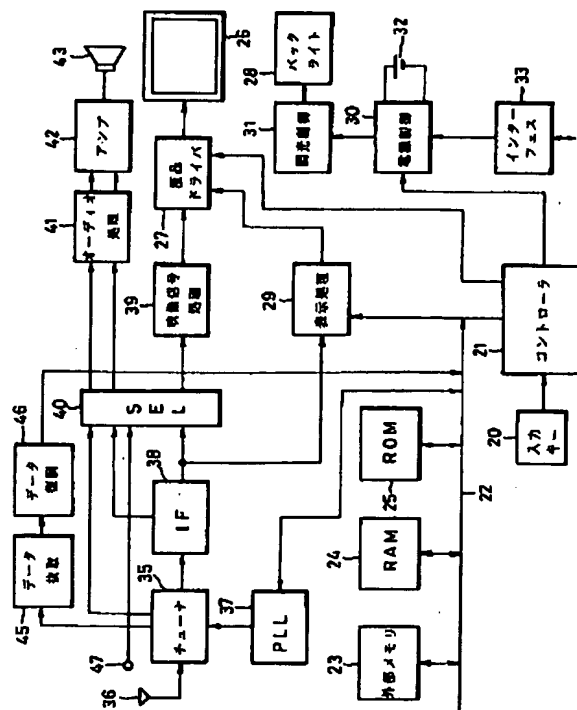 43
42
アンプ
41
オーディオ
処理
26
27
液晶
ドライバ
39
映像信号
処理
28
バック
ライト
31
調光制御
32
30
電源制御
33
インター
フェス
29
表示処理
40
SEL
46
データ
復調
45
データ
抜取
38
IF
35
チューナ
47
36
37
PLL
25
ROM
24
RAM
23
外部メモリ
22
21
コントローラ
20
入力
キー